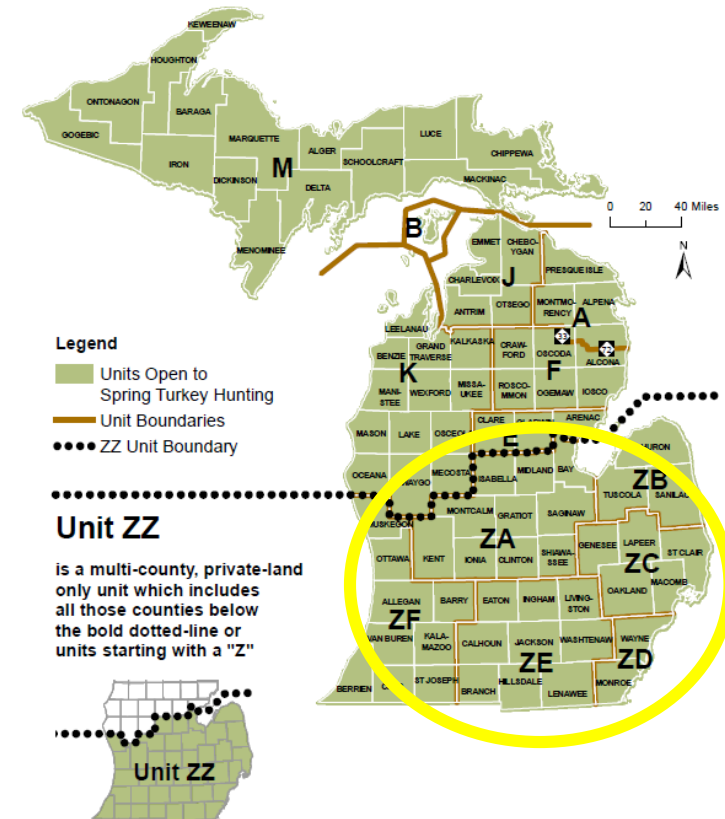 KEWEENAW
HOUGHTON
ONTONAGON
BARAGA
GOGEBIC
MARQUETTE
LUCE
ALGER
CHIPPEWA
SCHOOLCRAFT
IRON
M
MACKINAC
DICKINSON
DELTA
0 20 40 Miles
B
MENOMINEE
EMMET
CHEBO-
YGAN
N
PRESQUE ISLE
CHARLEVOIX
J
OTSEGO
MONTMO-
RENCY
ALPENA
ANTRIM
A
LEELANAU
Legend
Units Open to
Spring Turkey Hunting
Unit Boundaries
ZZ Unit Boundary
GRAND
TRAVERSE
KALKASKA
CRAW-
FORD
33
OSCODA
72
ALCONA
BENZIE
K
F
MANI-
STEE
WEXFORD
MISSA-
UKEE
ROSCO-
MMON
OGEMAW
IOSCO
CLARE
ARENAC
MASON
LAKE
OSCEOL
E
HURON
OCEANA
WAYGO
MECOSTA
ISABELLA
MIDLAND
BAY
ZB
TUSCOLA
SANILAC
Unit ZZ
is a multi-county, private-land
only unit which includes
all those counties below
the bold dotted-line or
units starting with a "Z"
MUSKEGON
MONTCALM
GRATIOT
SAGINAW
ZA
GENESEE
LAPEER
ST CLAIR
OTTAWA
KENT
IONIA
CLINTON
SHIAWA-
SSEE
ZC
OAKLAND
MACOMB
ALLEGAN
BARRY
EATON
INGHAM
LIVING-
STON
ZF
VAN BUREN
KALA-
MAZOO
CALHOUN
JACKSON
WASHTENAW
WAYNE
ZE
ZD
BERRIEN
ST JOSEPH
BRANCH
HILLSDALE
LENAWEE
MONROE
Unit ZZ